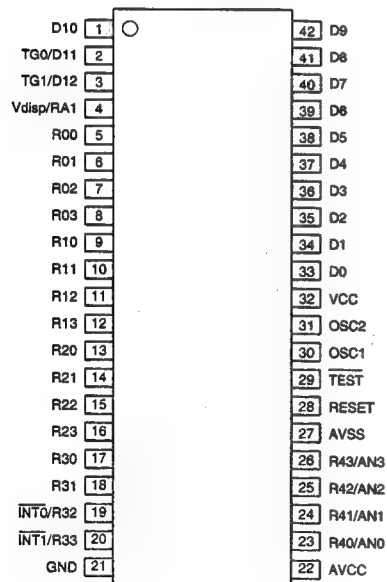 D10 1 42 D9
TG0/D11 2 41 D8
TG1/D12 3 40 D7
Vdisp/RA1 4 39 D6
R00 5 38 D5
R01 6 37 D4
R02 7 36 D3
R03 8 35 D2
R10 9 34 D1
R11 10 33 D0
R12 11 32 VCC
R13 12 31 OSC2
R20 13 30 OSC1
R21 14 29 TEST
R22 15 28 RESET
R23 16 27 AVSS
R30 17 26 R43/AN3
R31 18 25 R42/AN2
INT0/R32 19 24 R41/AN1
INT1/R33 20 23 R40/AN0
GND 21 22 AVCC